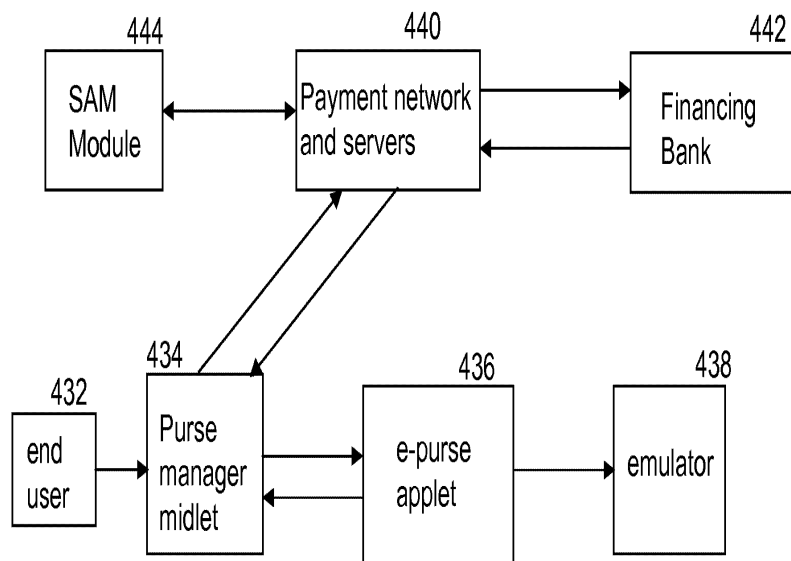 444
SAM
Module
440
Payment network
and servers
442
Financing
Bank
432
end
user
434
Purse
manager
midlet
436
e-purse
applet
438
emulator